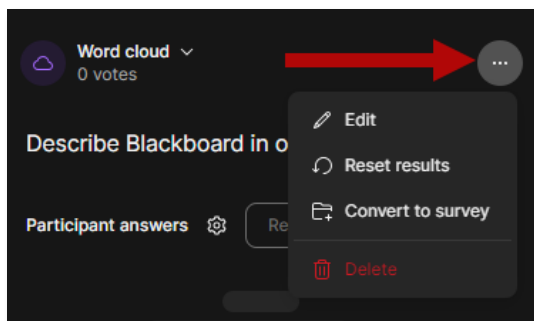 Word cloud
0 votes
Edit
Describe Blackboard in o
Reset results
Convert to survey
Participant answers
Re
Delete